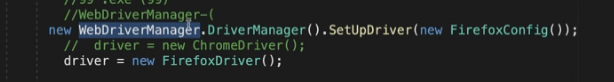 //WebDriverManager-(
new WebDriverManager.DriverManager().SetUpDriver(new FirefoxConfig());
// driver = new ChromeDriver();
driver = new FirefoxDriver();